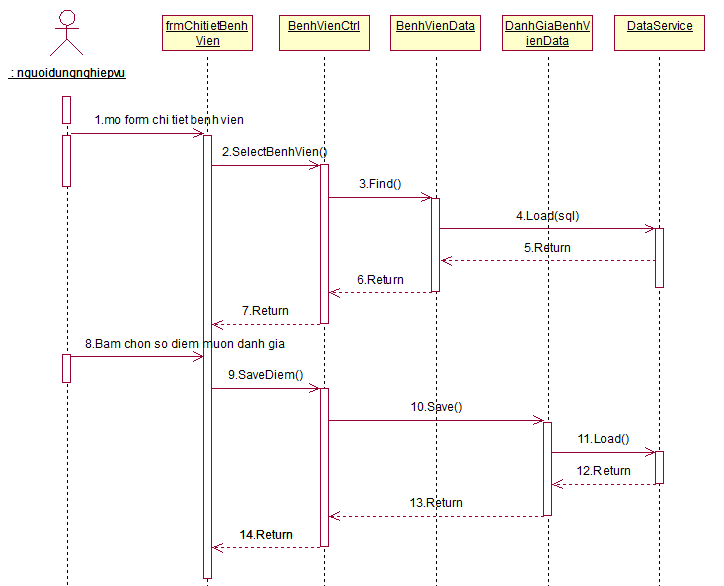 frmChitietBenh
Vien
BenhVienCtrl
BenhVienData
DanhGiaBenhV
ienData
DataService
: nguoidungnghiepvu
1.mo form chi tiet benh vien
2.SelectBenhVien()
3.Find()
4.Load(sql)
5.Return
6.Return
7.Return
8.Bam chon so diem muon danh gia
9.SaveDiem()
10.Save()
11.Load()
12.Return
13.Return
14.Return